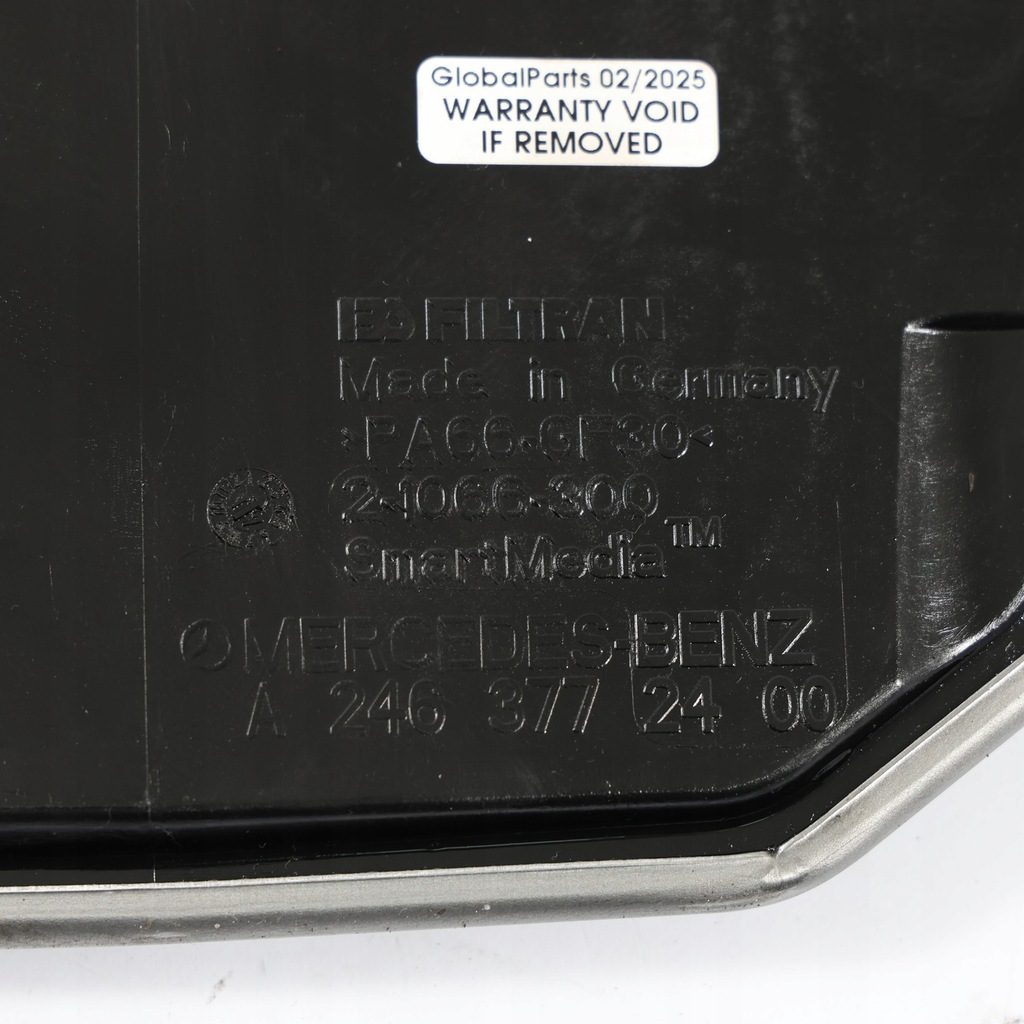 GlobalParts 02/2025
WARRANTY VOID
IF REMOVED
FILTRAN
Made in Germany
>PA66-GF30<
2-1066-300
SmartMedia™
MERCEDES-BENZ
A 246 377 24 00